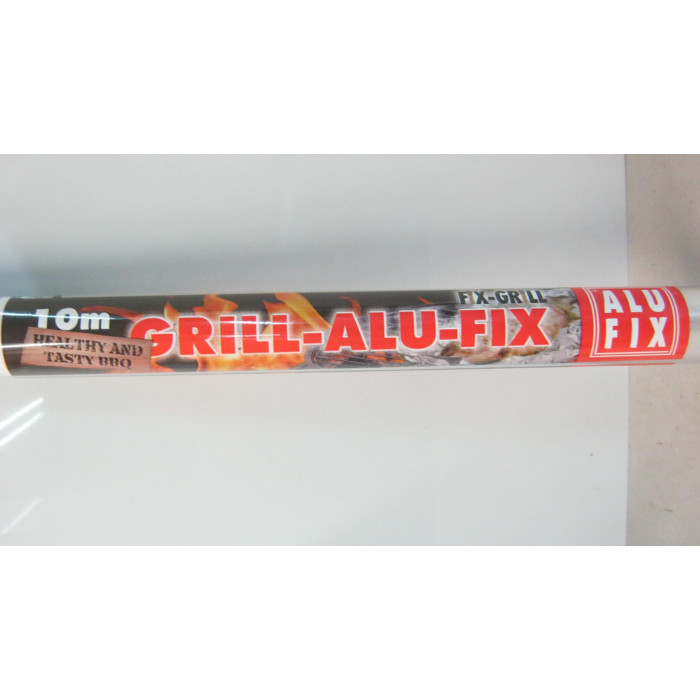 10m
HEALTHY AND
TASTY BBQ
GRILL-ALU-FIX
FIX-GRILL
ALU
FIX